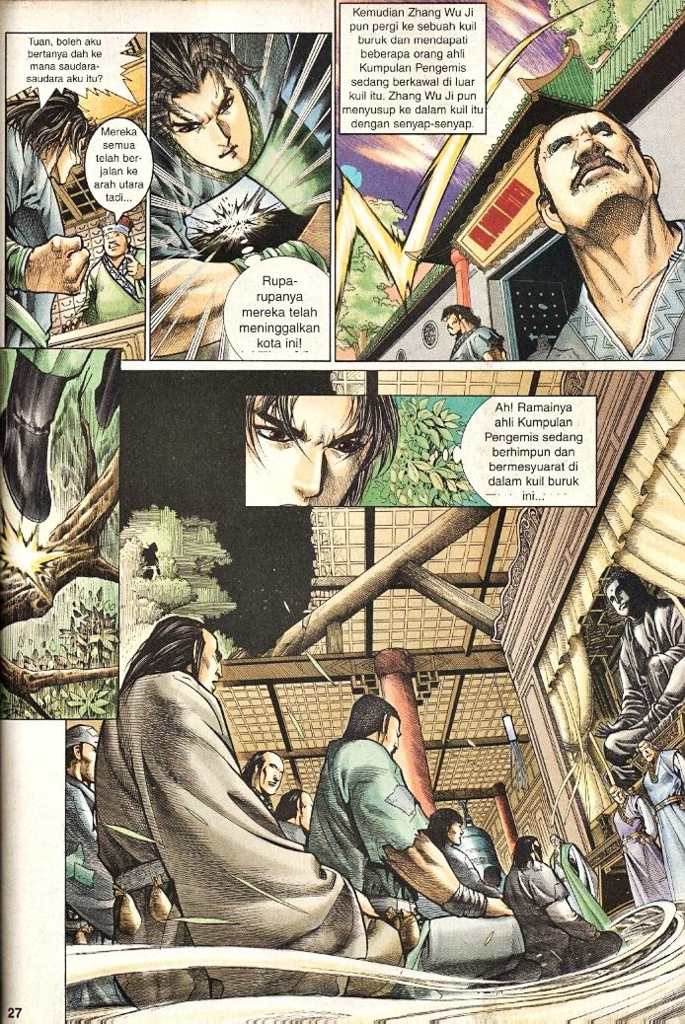 Tuan, boleh aku
bertanya dah ke
mana saudara-
saudara aku itu?
Mereka
semua
telah ber-
jalan ke
arah utara
tadi...
Rupa-
rupanya
mereka telah
meninggalkan
kota ini!
Kemudian Zhang Wu Ji
pun pergi ke sebuah kuil
buruk dan mendapati
beberapa orang ahli
Kumpulan Pengemis
sedang berkawal di luar
kuil itu. Zhang Wu Ji pun
menyusup ke dalam kuil itu
dengan senyap-senyap.
Ah! Ramainya
ahli Kumpulan
Pengemis sedang
berhimpun dan
bermesyuarat di
dalam kuil buruk
ini...
27